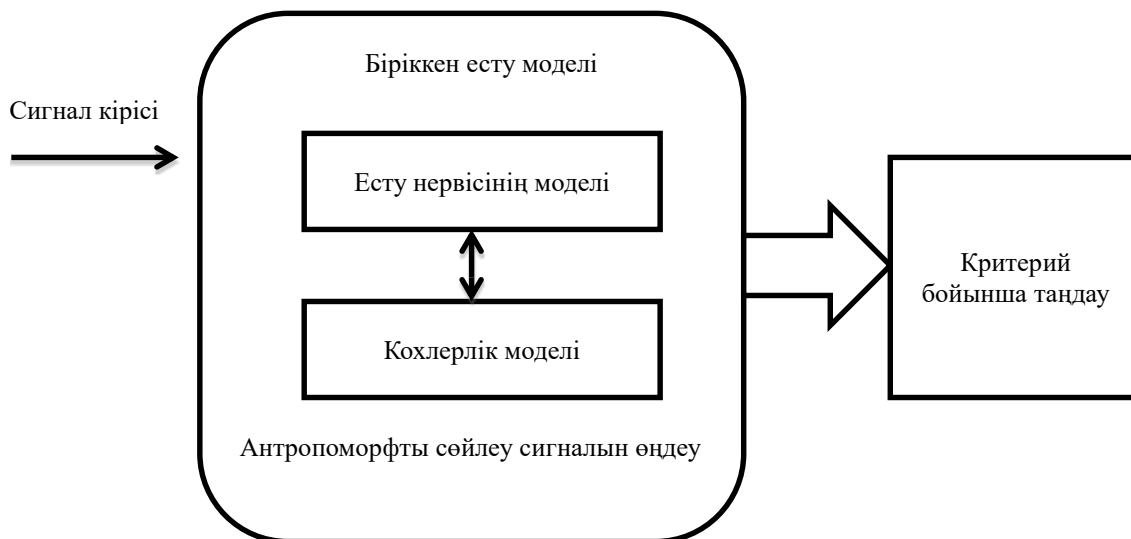 Біріккен есту моделі
Сигнал кірісі
Есту нервісінің моделі
Кохлерлік моделі
Антропоморфты сөйлеу сигналын өңдеу
Критерий
бойынша таңдау